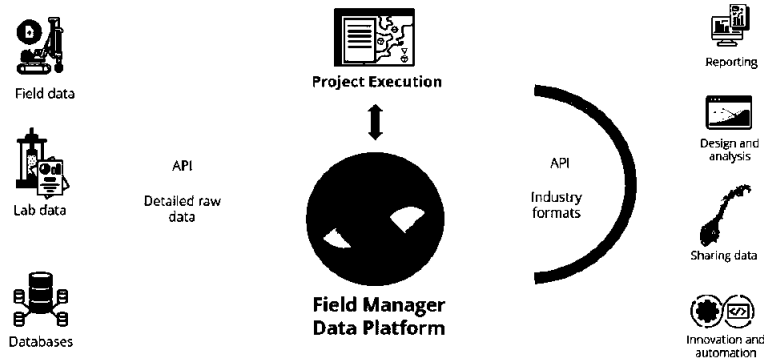 Field data
Lab data
Databases
API
Detailed raw
data
Project Execution
Field Manager
Data Platform
API
Industry
formats
Reporting
Design and
analysis
Sharing data
Innovation and
automation